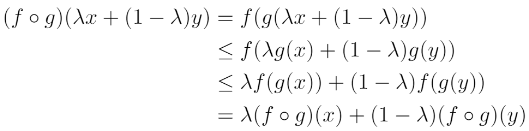 (f ∘ g)(λx + (1 − λ)y) = f(g(λx + (1 − λ)y))
≤ f(λg(x) + (1 − λ)g(y))
≤ λf(g(x)) + (1 − λ)f(g(y))
= λ(f ∘ g)(x) + (1 − λ)(f ∘ g)(y)